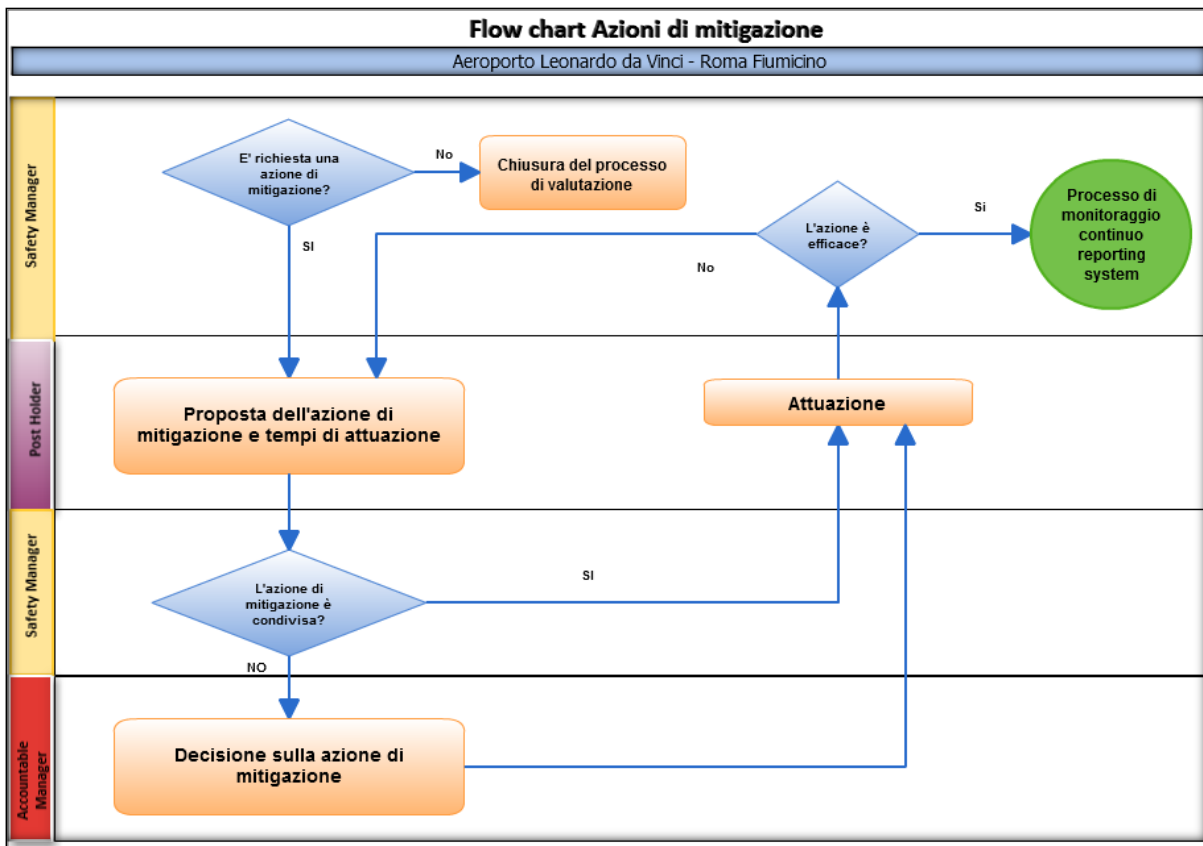 Flow chart Azioni di mitigazione
Aeroporto Leonardo da Vinci - Roma Fiumicino
Safety Manager
E' richiesta una
azione di
mitigazione?
No
Chiusura del processo
di valutazione
SI
L'azione è
efficace?
Si
No
Processo di
monitoraggio
continuo
reporting
system
Post Holder
Proposta dell'azione di
mitigazione e tempi di attuazione
Attuazione
Safety Manager
L'azione di
mitigazione è
condivisa?
SI
NO
Accountable
Manager
Decisione sulla azione di
mitigazione